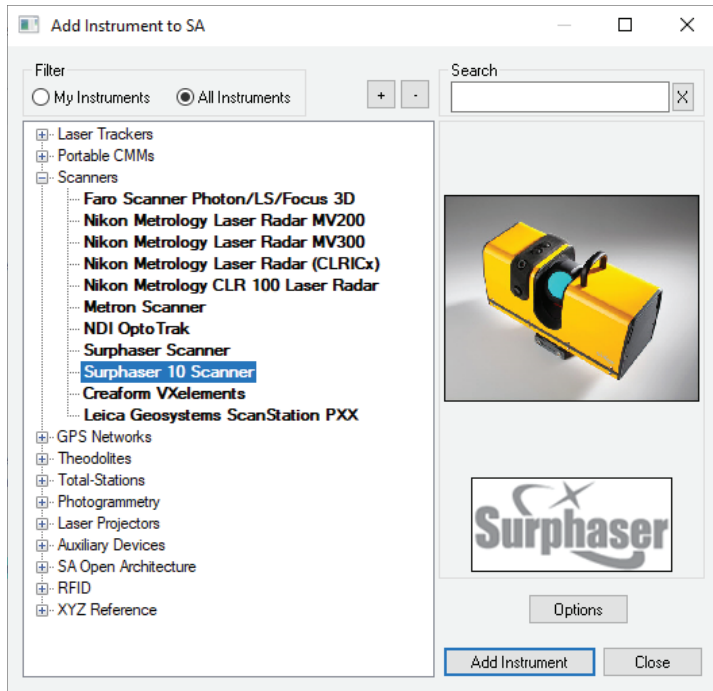 Add Instrument to SA
Filter
My Instruments
All Instruments
+
-
Search
X
Laser Trackers
Portable CMMs
Scanners
Faro Scanner Photon/LS/Focus 3D
Nikon Metrology Laser Radar MV200
Nikon Metrology Laser Radar MV300
Nikon Metrology Laser Radar (CLRICx)
Nikon Metrology CLR 100 Laser Radar
Metron Scanner
NDI OptoTrak
Surphaser Scanner
Surphaser 10 Scanner
Creaform VXelements
Leica Geosystems ScanStation PXX
GPS Networks
Theodolites
Total-Stations
Photogrammetry
Laser Projectors
Auxiliary Devices
SA Open Architecture
RFID
XYZ Reference
Surphaser
Options
Add Instrument
Close